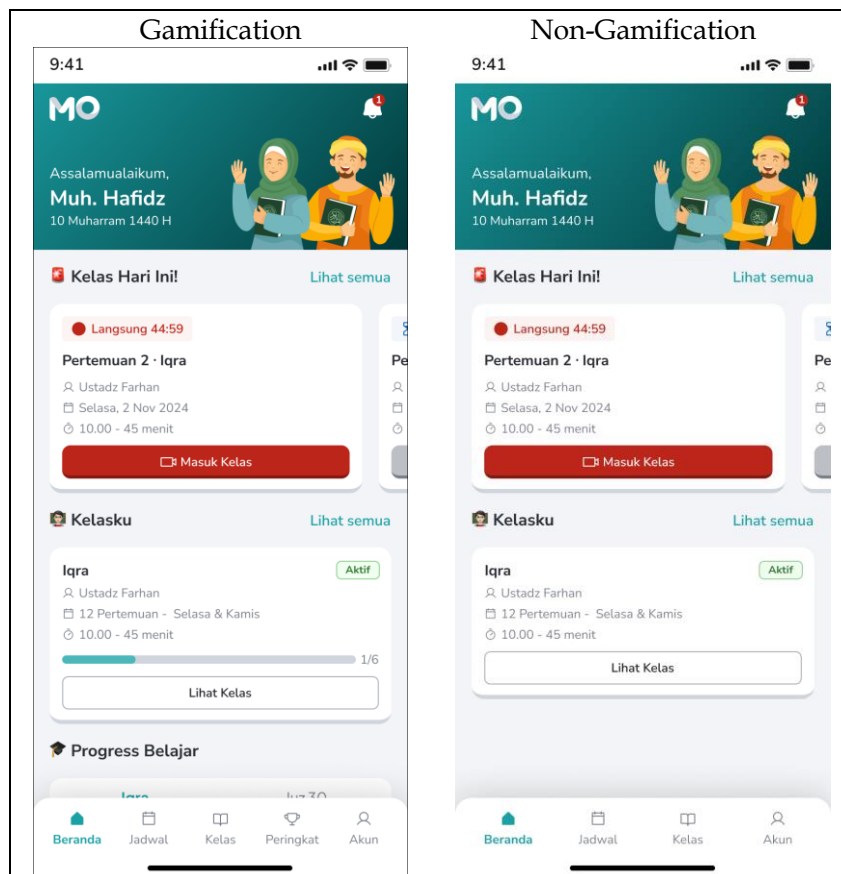 Gamification
9:41
MO
1
Assalamualaikum,
Muh. Hafidz
10 Muharram 1440 H
Kelas Hari Ini! Lihat semua
Langsung 44:59
Pertemuan 2 · Iqra
Pe
Ustadz Farhan
Selasa, 2 Nov 2024
10.00 - 45 menit
Masuk Kelas
Kelasku Lihat semua
Iqra Aktif
Ustadz Farhan
12 Pertemuan - Selasa & Kamis
10.00 - 45 menit
1/6
Lihat Kelas
Progress Belajar
Iqra Juz 30
Beranda Jadwal Kelas Peringkat Akun
Non-Gamification
9:41
MO
1
Assalamualaikum,
Muh. Hafidz
10 Muharram 1440 H
Kelas Hari Ini! Lihat semua
Langsung 44:59
Pertemuan 2 · Iqra
Pe
Ustadz Farhan
Selasa, 2 Nov 2024
10.00 - 45 menit
Masuk Kelas
Kelasku Lihat semua
Iqra Aktif
Ustadz Farhan
12 Pertemuan - Selasa & Kamis
10.00 - 45 menit
Lihat Kelas
Beranda Jadwal Kelas Akun